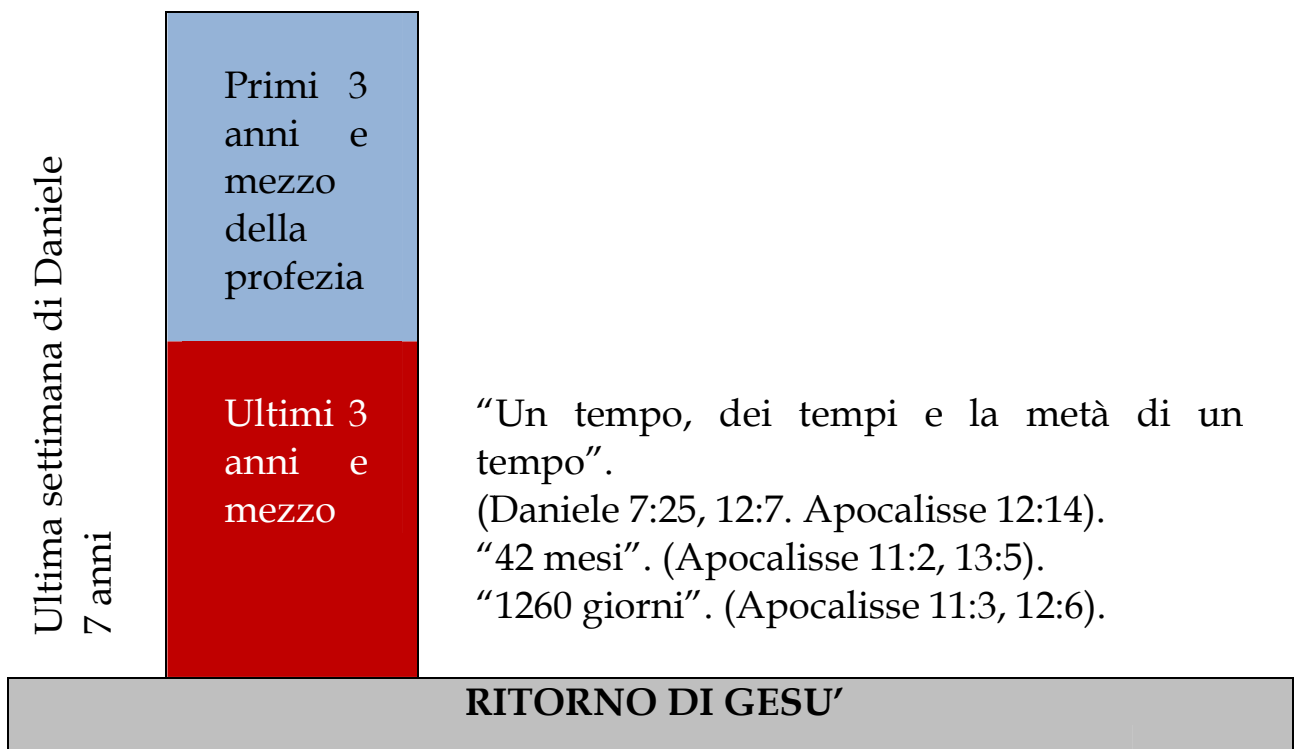 Ultima settimana di Daniele
7 anni
Primi 3
anni e
mezzo
della
profezia
Ultimi 3
anni e
mezzo
“Un tempo, dei tempi e la metà di un
tempo”.
(Daniele 7:25, 12:7. Apocalisse 12:14).
“42 mesi”. (Apocalisse 11:2, 13:5).
“1260 giorni”. (Apocalisse 11:3, 12:6).
RITORNO DI GESU’